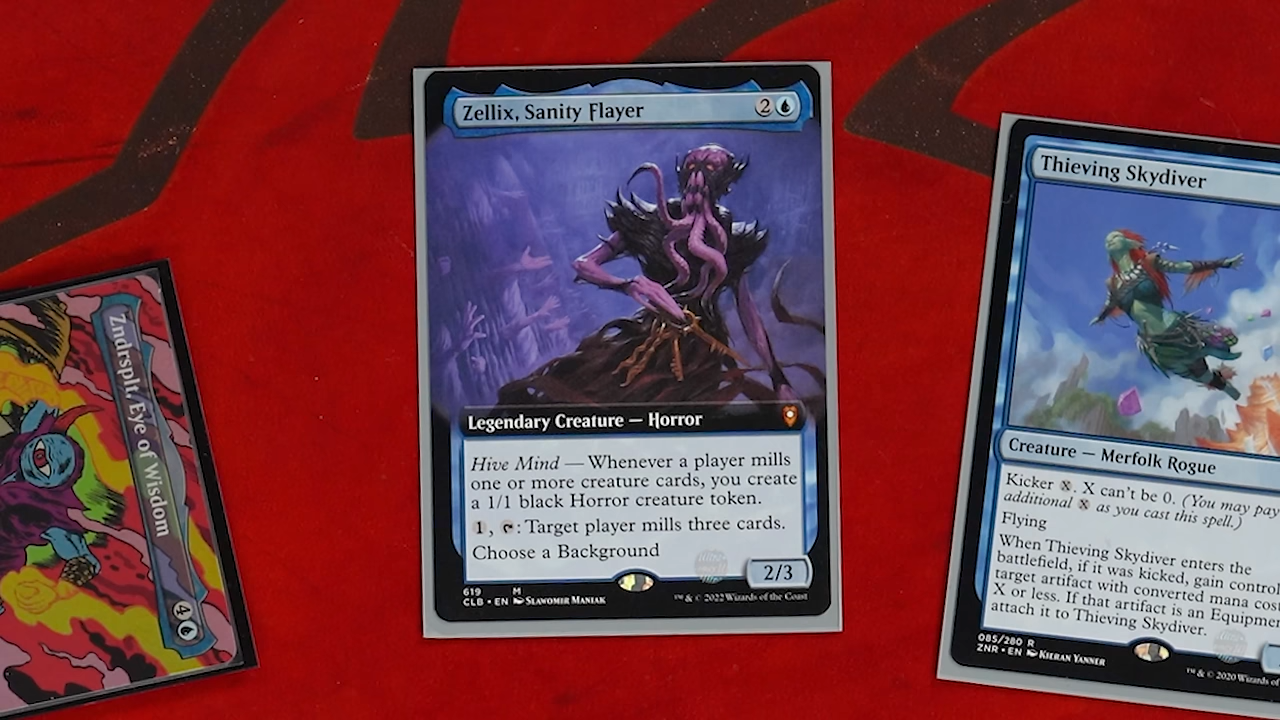 Zndrsplt, Eye of Wisdom
4
Zellix, Sanity Flayer
2
Legendary Creature — Horror
Hive Mind — Whenever a player mills
one or more creature cards, you create
a 1/1 black Horror creature token.
1, : Target player mills three cards.
Choose a Background
2/3
619 M
CLB • EN Slawomir Maniak
™ & © 2022 Wizards of the Coast
Thieving Skydiver
Creature — Merfolk Rogue
Kicker X. X can't be 0. (You may pay
additional X as you cast this spell.)
Flying
When Thieving Skydiver enters the
battlefield, if it was kicked, gain control
target artifact with converted mana cos
X or less. If that artifact is an Equipme
attach it to Thieving Skydiver.
085/280 R
ZNR • EN Kieran Yanner
™ & © 2020 Wizards of